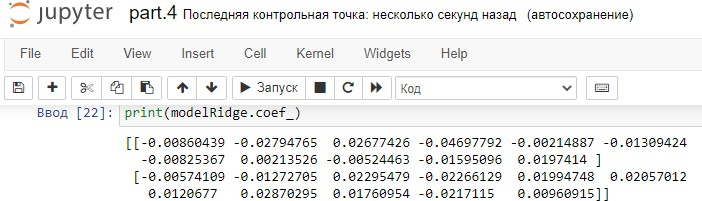 jupyter part.4 Последняя контрольная точка: несколько секунд назад (автосохранение)
File Edit View Insert Cell Kernel Widgets Help
Запуск Код
Ввод [22]: print(modelRidge.coef_)
[[-0.00860439 -0.02794765 0.02677426 -0.04697792 -0.00214887 -0.01309424
-0.00825367 0.00213526 -0.00524463 -0.01595096 0.0197414 ]
[-0.00574109 -0.01272705 0.02295479 -0.02266129 0.01994748 0.02057012
0.0120677 0.02870295 0.01760954 -0.0217115 0.00960915]]